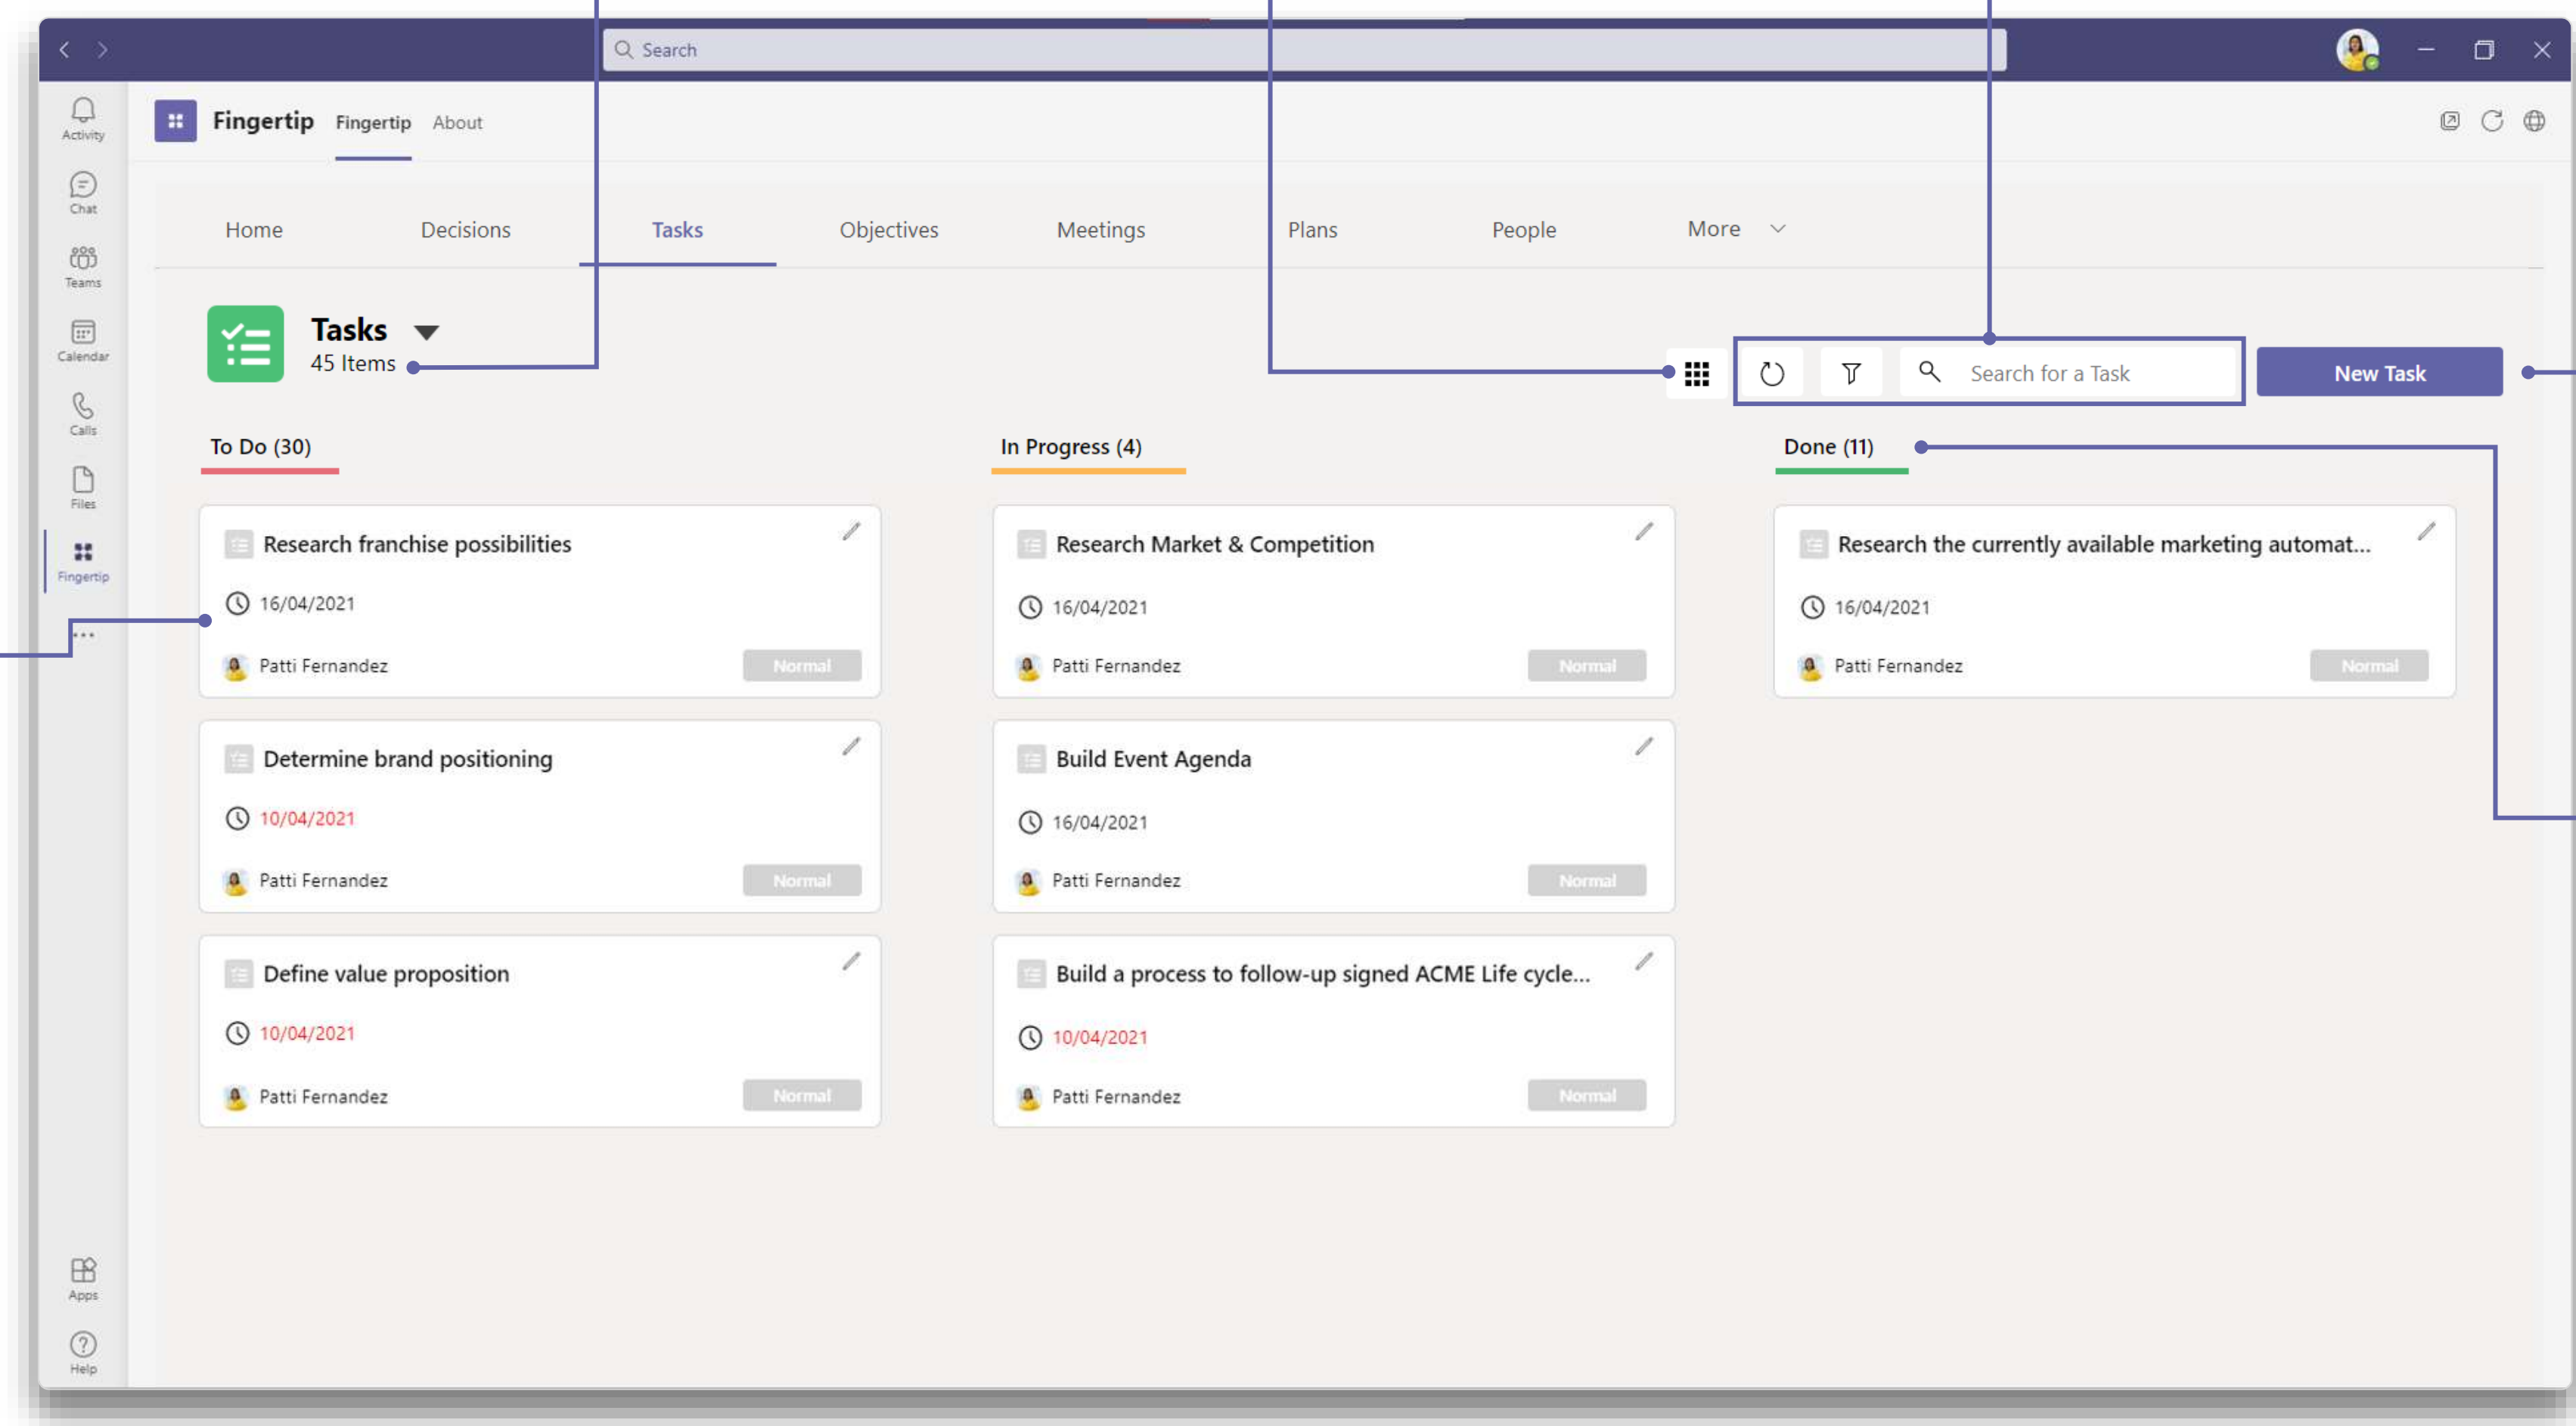 Search
Activity
Chat
Teams
Calendar
Calls
Files
Fingertip
Apps
Help
Fingertip Fingertip About
Home Decisions Tasks Objectives Meetings Plans People More
Tasks
45 Items
Search for a Task
New Task
To Do (30)
Research franchise possibilities
16/04/2021
Patti Fernandez Normal
Determine brand positioning
10/04/2021
Patti Fernandez Normal
Define value proposition
10/04/2021
Patti Fernandez Normal
In Progress (4)
Research Market & Competition
16/04/2021
Patti Fernandez Normal
Build Event Agenda
16/04/2021
Patti Fernandez Normal
Build a process to follow-up signed ACME Life cycle...
10/04/2021
Patti Fernandez Normal
Done (11)
Research the currently available marketing automat...
16/04/2021
Patti Fernandez Normal